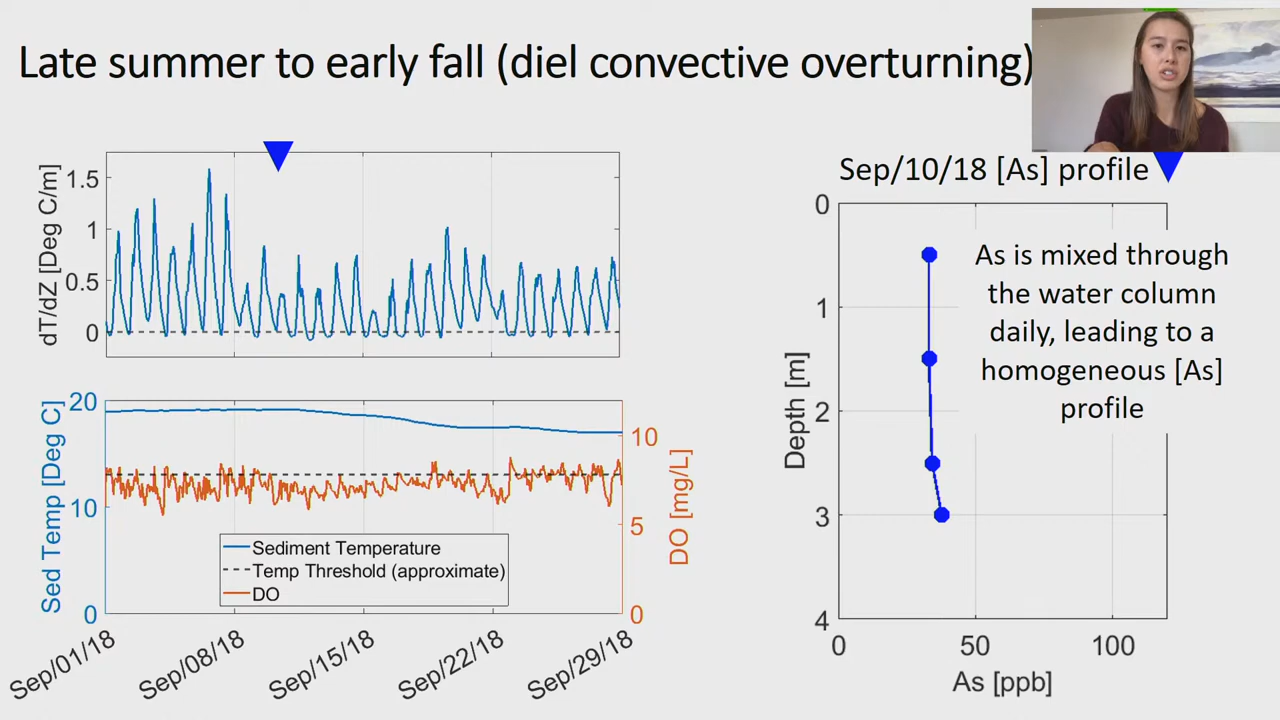 Late summer to early fall (diel convective overturning)
dT/dZ [Deg C/m]
1.5
1
0.5
0
Sed Temp [Deg C]
20
10
0
10
5
0
DO [mg/L]
Sediment Temperature
Temp Threshold (approximate)
DO
Sep/01/18
Sep/08/18
Sep/15/18
Sep/22/18
Sep/29/18
Sep/10/18 [As] profile
Depth [m]
0
1
2
3
4
As is mixed through
the water column
daily, leading to a
homogeneous [As]
profile
0
50
100
As [ppb]